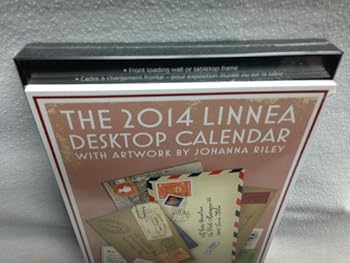 • Front loading wall or tabletop frame
• Cadre à chargement frontal – pour exposition murale ou sur la table
THE 2014 LINNEA
DESKTOP CALENDAR
WITH ARTWORK BY JOHANNA RILEY